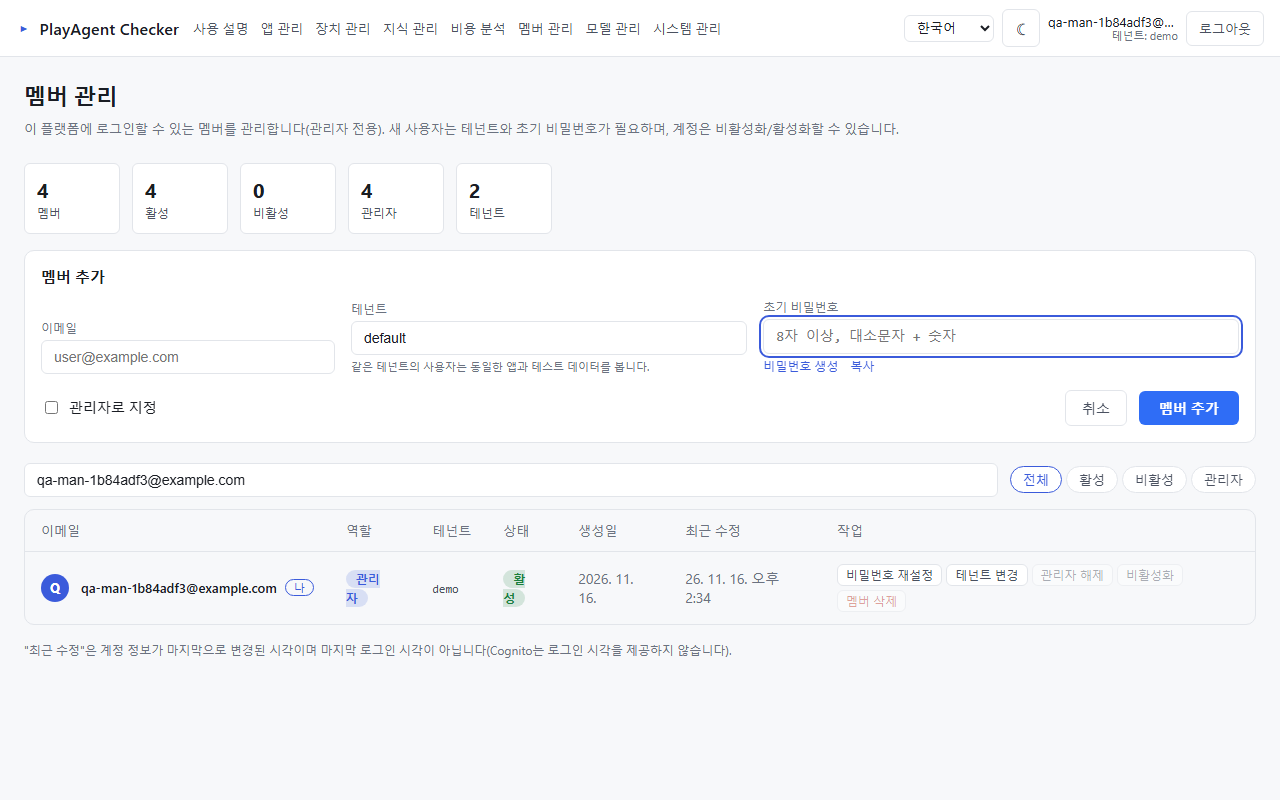 ▸ PlayAgent Checker 사용 설명 앱 관리 장치 관리 지식 관리 비용 분석 멤버 관리 모델 관리 시스템 관리 한국어 ☾ qa-man-1b84adf3@... 로그아웃
테넌트: demo
멤버 관리
이 플랫폼에 로그인할 수 있는 멤버를 관리합니다(관리자 전용). 새 사용자는 테넌트와 초기 비밀번호가 필요하며, 계정은 비활성화/활성화할 수 있습니다.
4 4 0 4 2
멤버 활성 비활성 관리자 테넌트
멤버 추가
이메일 테넌트 초기 비밀번호
user@example.com default 8자 이상, 대소문자 + 숫자
같은 테넌트의 사용자는 동일한 앱과 테스트 데이터를 봅니다. 비밀번호 생성 복사
관리자로 지정 취소 멤버 추가
qa-man-1b84adf3@example.com 전체 활성 비활성 관리자
이메일 역할 테넌트 상태 생성일 최근 수정 작업
Q qa-man-1b84adf3@example.com 나 관리자 demo 활성 2026. 11. 16. 26. 11. 16. 오후 2:34 비밀번호 재설정 테넌트 변경 관리자 해제 비활성화
멤버 삭제
"최근 수정"은 계정 정보가 마지막으로 변경된 시각이며 마지막 로그인 시각이 아닙니다(Cognito는 로그인 시각을 제공하지 않습니다).